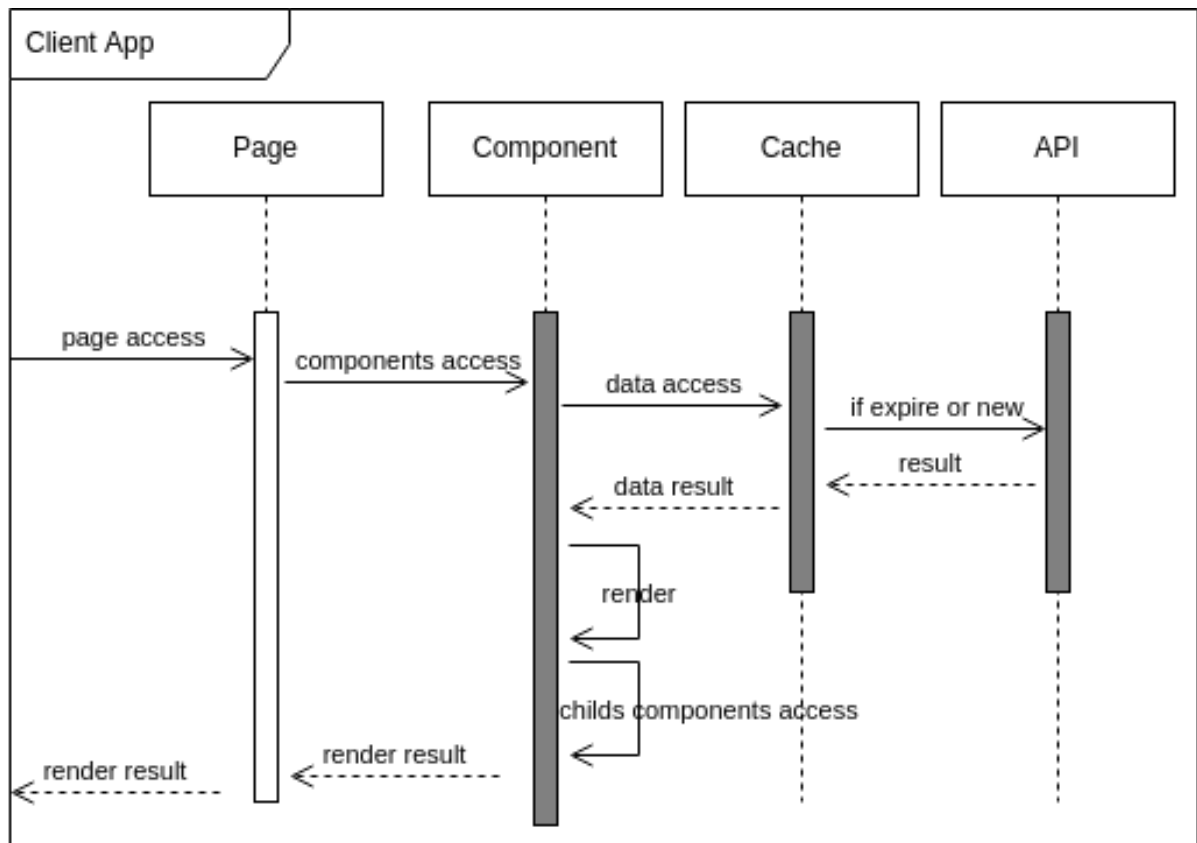 Client App
Page
Component
Cache
API
page access
components access
data access
if expire or new
result
data result
render
childs components access
render result
render result